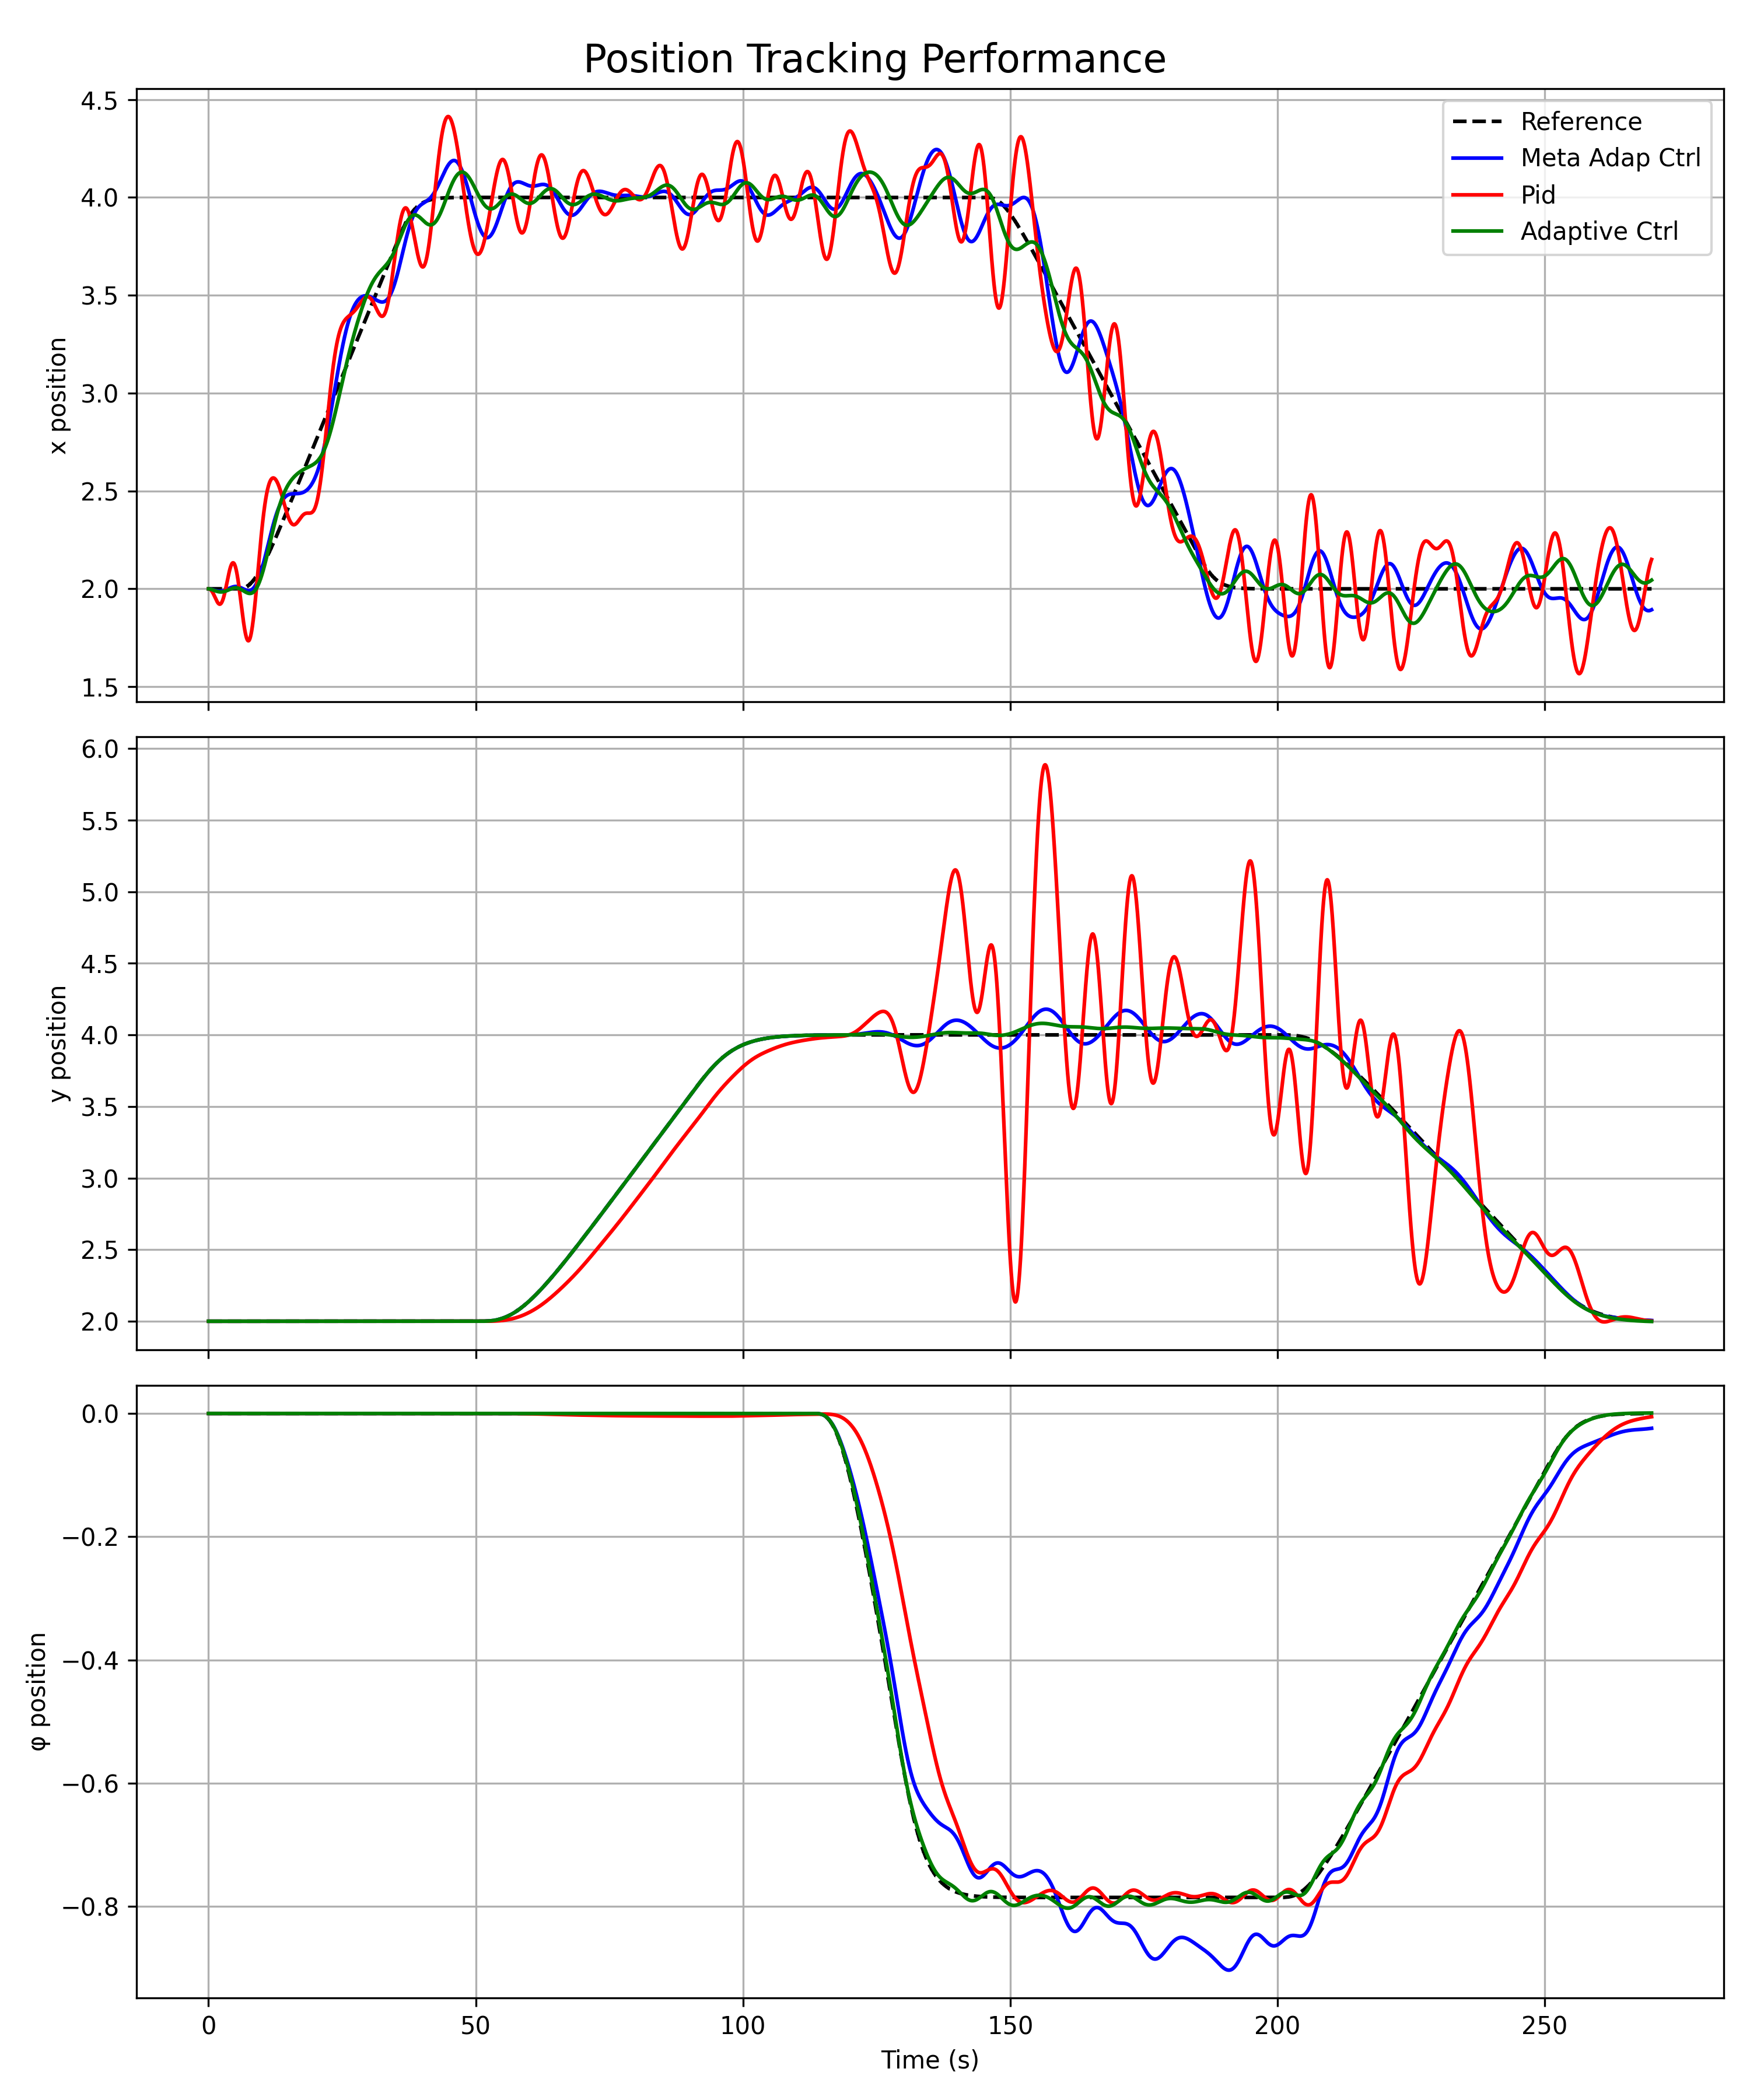 Position Tracking Performance
4.5
4.0
3.5
3.0
2.5
2.0
1.5
x position
Reference
Meta Adap Ctrl
Pid
Adaptive Ctrl
6.0
5.5
5.0
4.5
4.0
3.5
3.0
2.5
2.0
y position
0.0
−0.2
−0.4
−0.6
−0.8
φ position
0 50 100 150 200 250
Time (s)